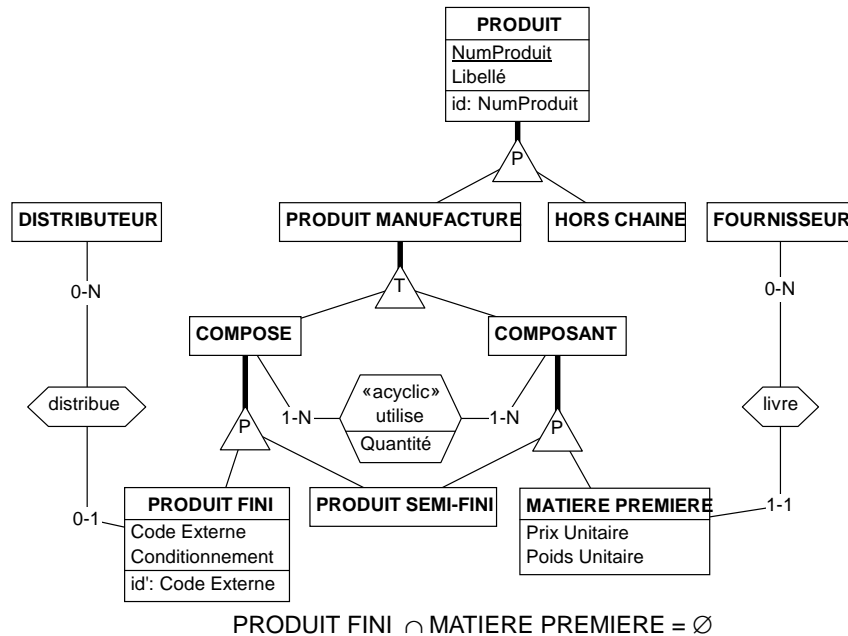 PRODUIT
NumProduit
Libellé
id: NumProduit
P
DISTRIBUTEUR
PRODUIT MANUFACTURE
HORS CHAINE
FOURNISSEUR
T
0-N
0-N
COMPOSE
COMPOSANT
«acyclic»
distribue
utilise
livre
1-N
1-N
P
P
Quantité
PRODUIT FINI
PRODUIT SEMI-FINI
MATIERE PREMIERE
0-1
1-1
Code Externe
Conditionnement
id': Code Externe
Prix Unitaire
Poids Unitaire
PRODUIT FINI ∩ MATIERE PREMIERE = ∅